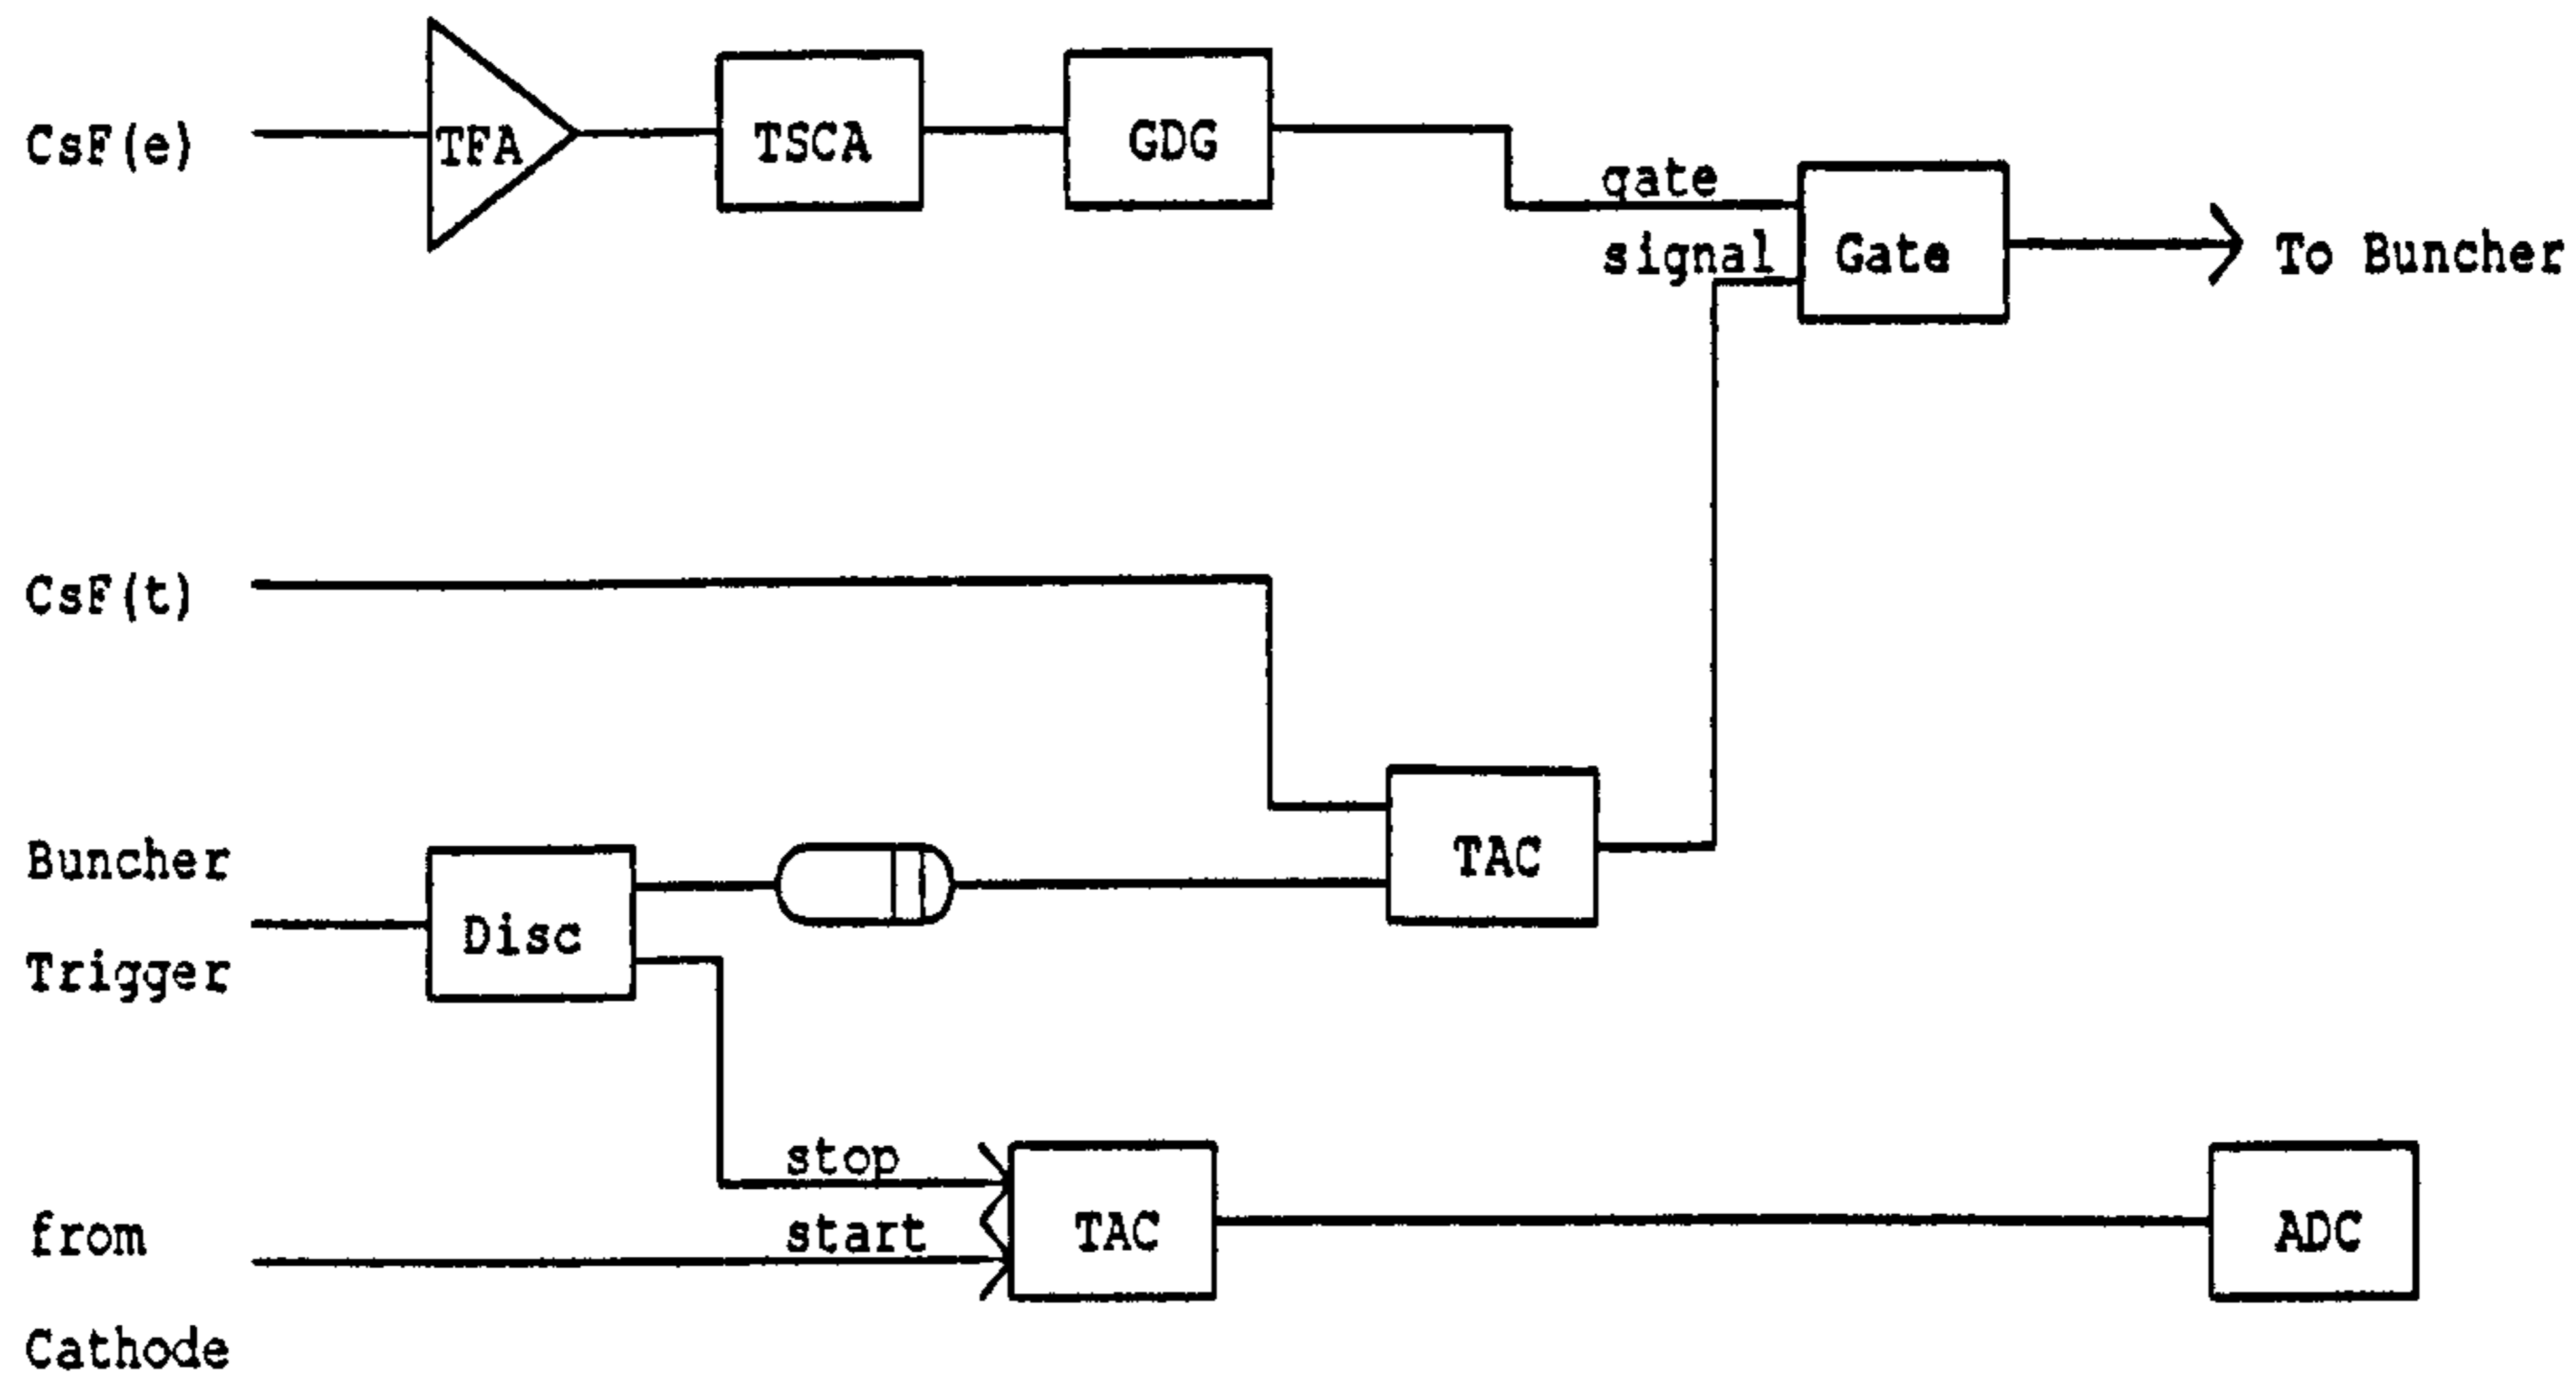 CsF(e)
TFA
TSCA
GDG
gate
signal
Gate
To Buncher
CsF(t)
TAC
Buncher
Trigger
Disc
stop
start
TAC
ADC
from
Cathode